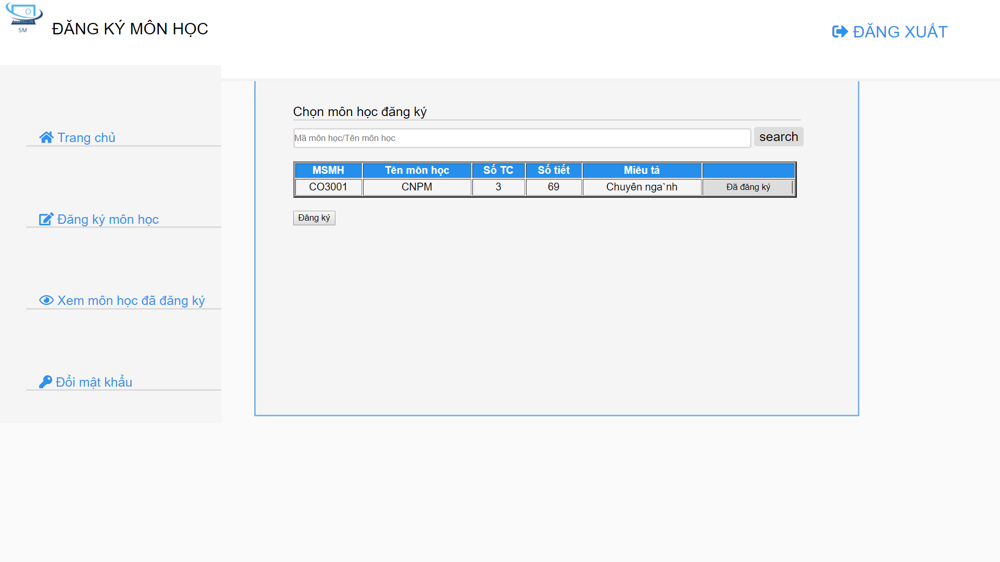 SM
ĐĂNG KÝ MÔN HỌC
ĐĂNG XUẤT
Trang chủ
Đăng ký môn học
Xem môn học đã đăng ký
Đổi mật khẩu
Chọn môn học đăng ký
Mã môn học/Tên môn học search
MSMH Tên môn học Số TC Số tiết Miêu tả
CO3001 CNPM 3 69 Chuyên nga`nh Đã đăng ký
Đăng ký